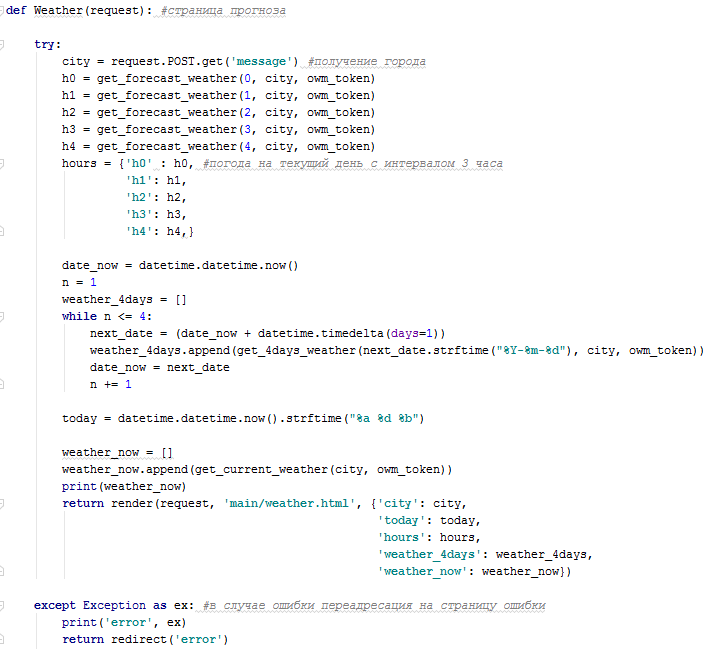 def Weather(request): #страница прогноза
try:
city = request.POST.get('message') #получение города
h0 = get_forecast_weather(0, city, owm_token)
h1 = get_forecast_weather(1, city, owm_token)
h2 = get_forecast_weather(2, city, owm_token)
h3 = get_forecast_weather(3, city, owm_token)
h4 = get_forecast_weather(4, city, owm_token)
hours = {'h0' : h0, #погода на текущий день с интервалом 3 часа
'h1': h1,
'h2': h2,
'h3': h3,
'h4': h4,}
date_now = datetime.datetime.now()
n = 1
weather_4days = []
while n <= 4:
next_date = (date_now + datetime.timedelta(days=1))
weather_4days.append(get_4days_weather(next_date.strftime("%Y-%m-%d"), city, owm_token))
date_now = next_date
n += 1
today = datetime.datetime.now().strftime("%a %d %b")
weather_now = []
weather_now.append(get_current_weather(city, owm_token))
print(weather_now)
return render(request, 'main/weather.html', {'city': city,
'today': today,
'hours': hours,
'weather_4days': weather_4days,
'weather_now': weather_now})
except Exception as ex: #в случае ошибки переадресация на страницу ошибки
print('error', ex)
return redirect('error')